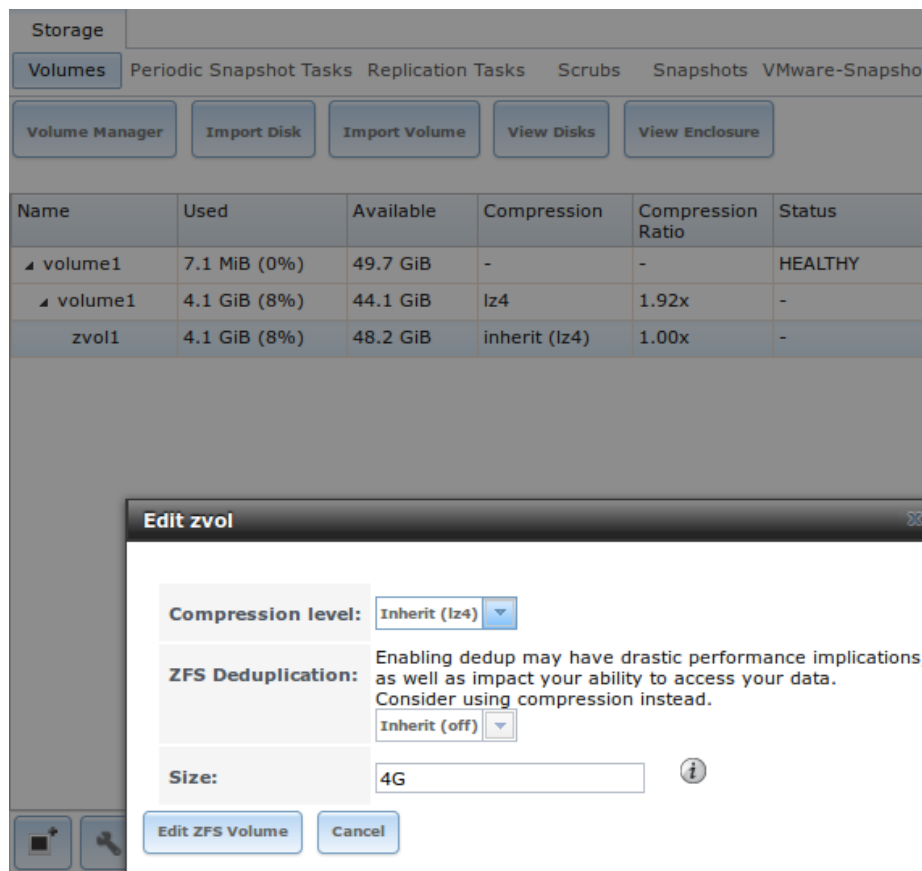 Storage
Volumes Periodic Snapshot Tasks Replication Tasks Scrubs Snapshots VMware-Snapsho
Volume Manager Import Disk Import Volume View Disks View Enclosure
Name Used Available Compression Compression Ratio Status
volume1 7.1 MiB (0%) 49.7 GiB - - HEALTHY
volume1 4.1 GiB (8%) 44.1 GiB lz4 1.92x -
zvol1 4.1 GiB (8%) 48.2 GiB inherit (lz4) 1.00x -
Edit zvol
Compression level: Inherit (lz4)
ZFS Deduplication: Enabling dedup may have drastic performance implications,
as well as impact your ability to access your data.
Consider using compression instead.
Inherit (off)
Size: 4G
Edit ZFS Volume Cancel